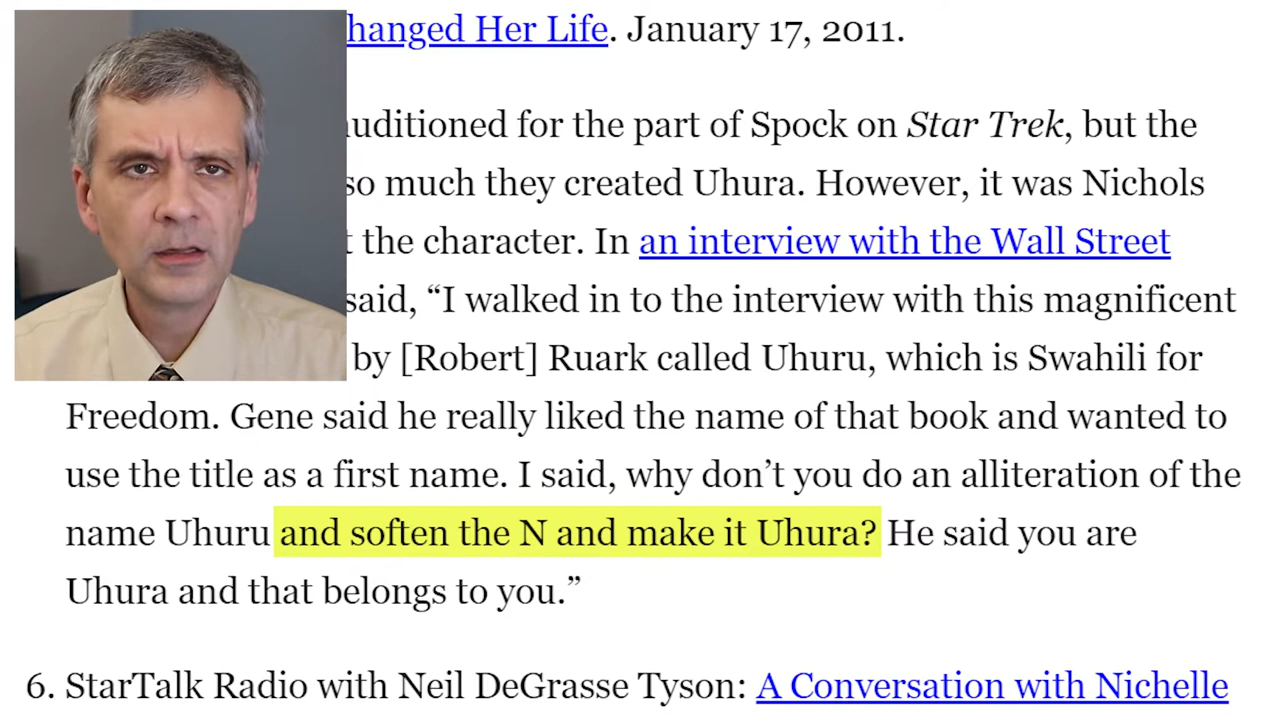 hanged Her Life. January 17, 2011.
auditioned for the part of Spock on Star Trek, but the
so much they created Uhura. However, it was Nichols
the character. In an interview with the Wall Street
said, “I walked in to the interview with this magnificent
by [Robert] Ruark called Uhuru, which is Swahili for
Freedom. Gene said he really liked the name of that book and wanted to
use the title as a first name. I said, why don’t you do an alliteration of the
name Uhuru and soften the N and make it Uhura? He said you are
Uhura and that belongs to you.”
6. StarTalk Radio with Neil DeGrasse Tyson: A Conversation with Nichelle